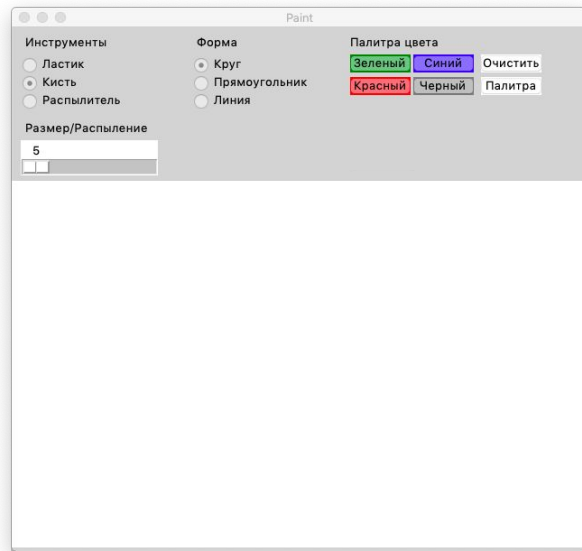 Paint
Инструменты
Ластик
Кисть
Распылитель
Размер/Распыление
5
Форма
Круг
Прямоугольник
Линия
Палитра цвета
Зеленый Синий Очистить
Красный Черный Палитра